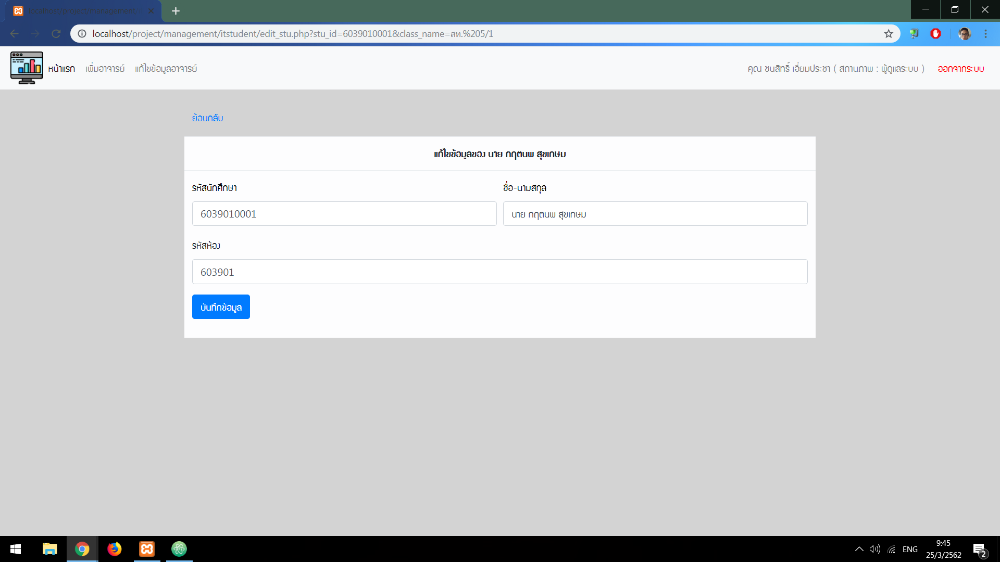 localhost/project/management
localhost/project/management/itstudent/edit_stu.php?stu_id=6039010001&class_name=สท.%205/1
หน้าแรก เพิ่มอาจารย์ แก้ไขข้อมูลอาจารย์ คุณ ชนสิทธิ์ เอี่ยมประชา ( สถานภาพ : ผู้ดูแลระบบ ) ออกจากระบบ
ย้อนกลับ
แก้ไขข้อมูลของ นาย กฤตนพ สุขเกษม
รหัสนักศึกษา ชื่อ-นามสกุล
6039010001 นาย กฤตนพ สุขเกษม
รหัสห้อง
603901
บันทึกข้อมูล
ENG
9:45
25/3/2562
2